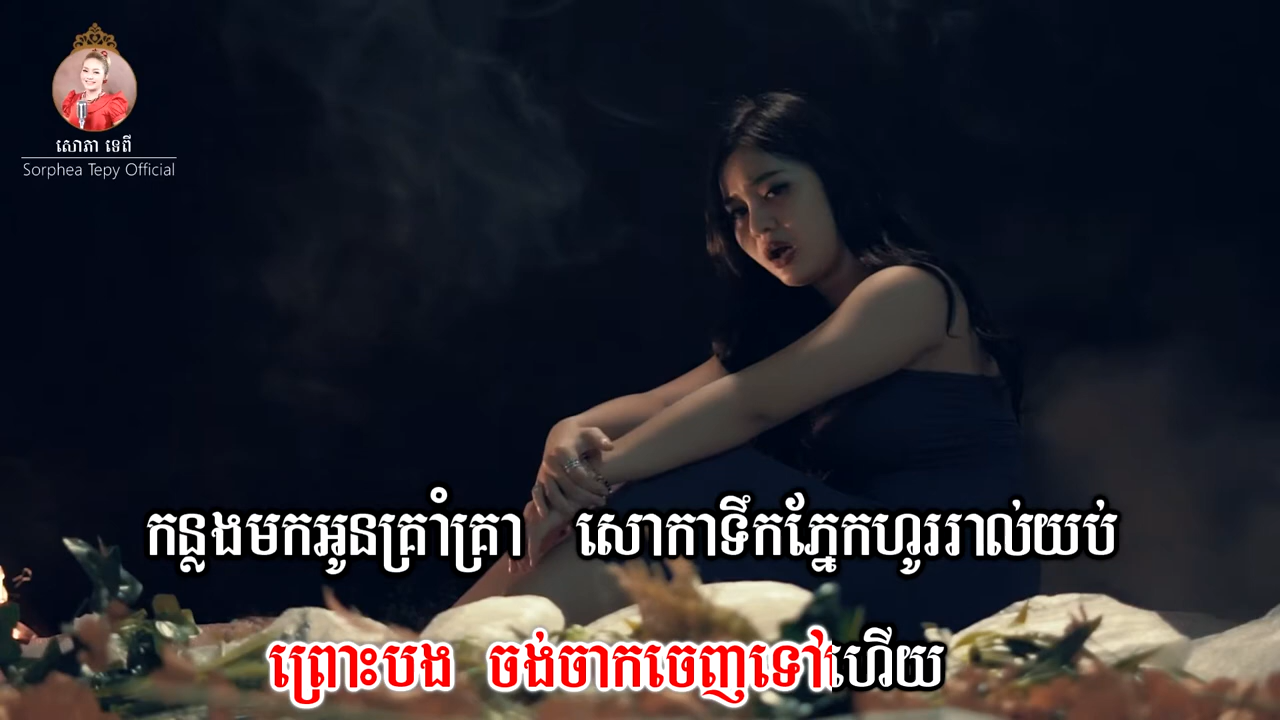 សោភា ទេពី
Sorphea Tepy Official
កន្លងមកអូនគ្រាំគ្រា សោកាទឹកភ្នែកហូររាល់យប់
ព្រោះបង ចង់ចាកចេញទៅហើយ